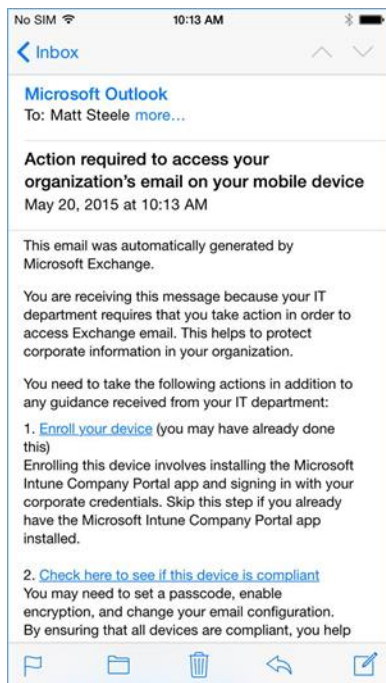 No SIM 10:13 AM
Inbox
Microsoft Outlook
To: Matt Steele more...
Action required to access your
organization's email on your mobile device
May 20, 2015 at 10:13 AM
This email was automatically generated by
Microsoft Exchange.
You are receiving this message because your IT
department requires that you take action in order to
access Exchange email. This helps to protect
corporate information in your organization.
You need to take the following actions in addition to
any guidance received from your IT department:
1. Enroll your device (you may have already done
this)
Enrolling this device involves installing the Microsoft
Intune Company Portal app and signing in with your
corporate credentials. Skip this step if you already
have the Microsoft Intune Company Portal app
installed.
2. Check here to see if this device is compliant
You may need to set a passcode, enable
encryption, and change your email configuration.
By ensuring that all devices are compliant, you help